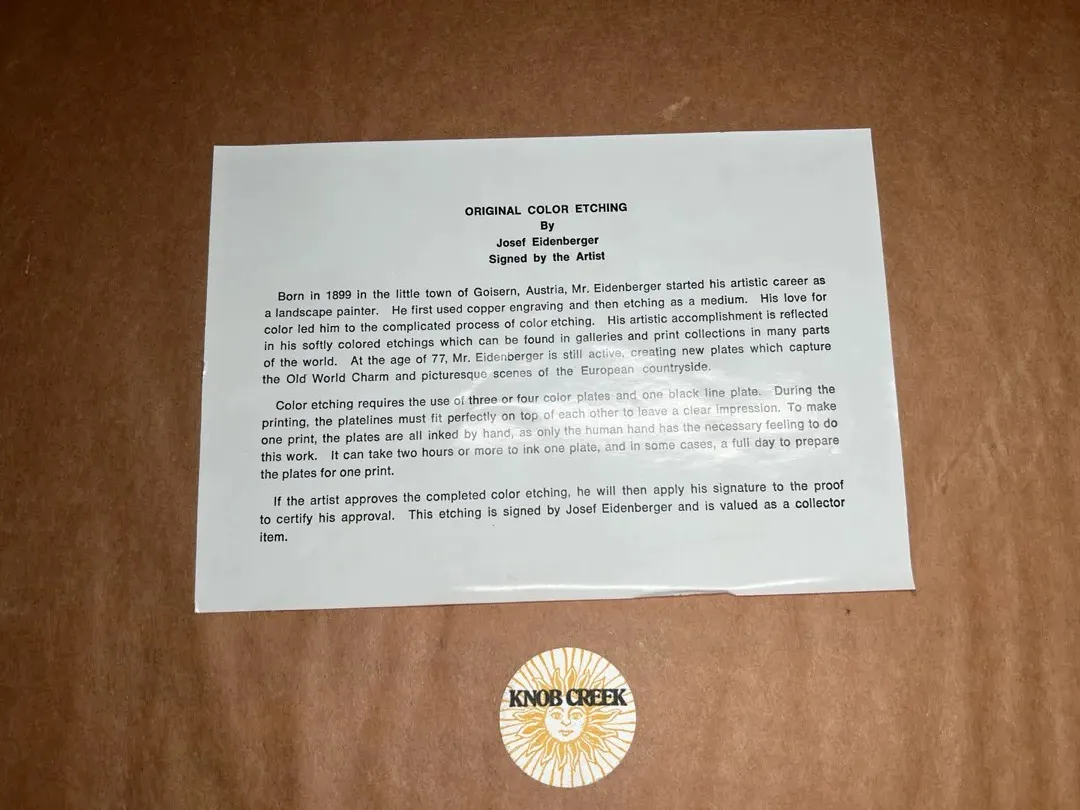 ORIGINAL COLOR ETCHING
By
Josef Eidenberger
Signed by the Artist
Born in 1899 in the little town of Goisern, Austria, Mr. Eidenberger started his artistic career as
a landscape painter. He first used copper engraving and then etching as a medium. His love for
color led him to the complicated process of color etching. His artistic accomplishment is reflected
in his softly colored etchings which can be found in galleries and print collections in many parts
of the world. At the age of 77, Mr. Eidenberger is still active, creating new plates which capture
the Old World Charm and picturesque scenes of the European countryside.
Color etching requires the use of three or four color plates and one black line plate. During the
printing, the platelines must fit perfectly on top of each other to leave a clear impression. To make
one print, the plates are all inked by hand, as only the human hand has the necessary feeling to do
this work. It can take two hours or more to ink one plate, and in some cases, a full day to prepare
the plates for one print.
If the artist approves the completed color etching, he will then apply his signature to the proof
to certify his approval. This etching is signed by Josef Eidenberger and is valued as a collector
item.
KNOB CREEK